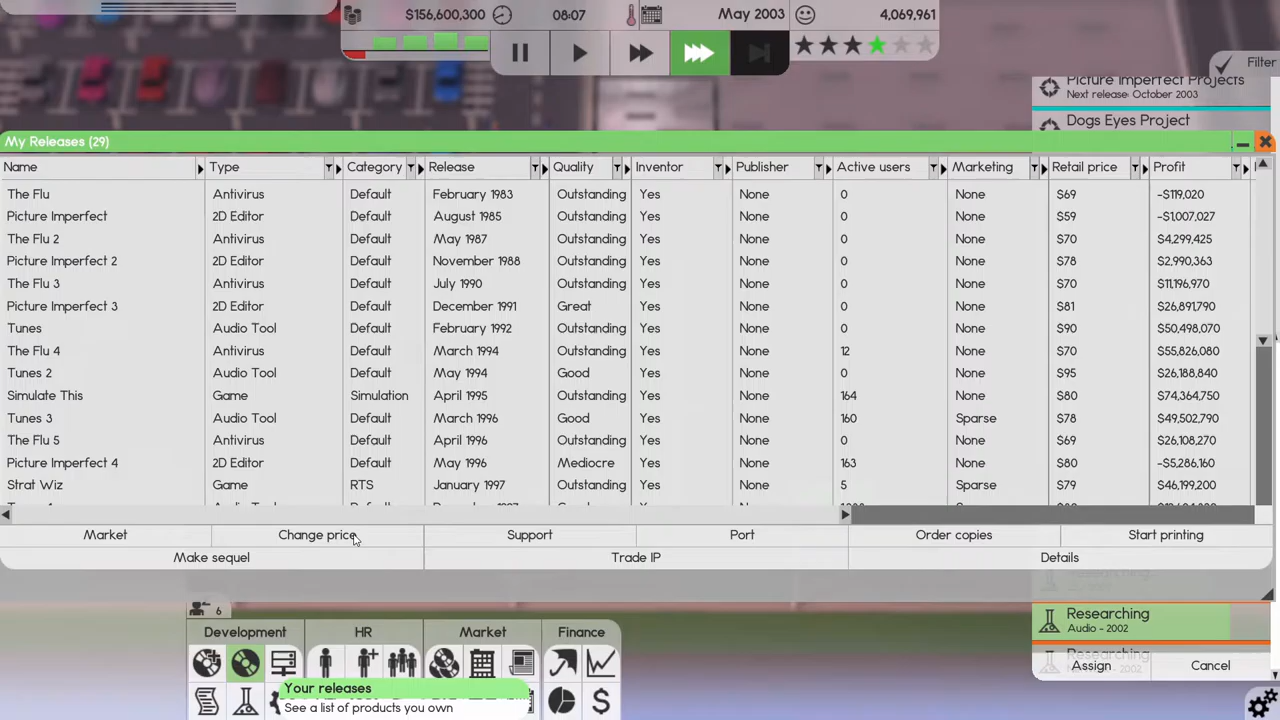 $156,600,300 08:07 May 2003 4,069,961
Filter
Picture Imperfect Projects
Next release: October 2003
Dogs Eyes Project
My Releases (29)
Name Type Category Release Quality Inventor Publisher Active users Marketing Retail price Profit
The Flu Antivirus Default February 1983 Outstanding Yes None 0 None $69 -$119,020
Picture Imperfect 2D Editor Default August 1985 Outstanding Yes None 0 None $59 -$1,007,027
The Flu 2 Antivirus Default May 1987 Outstanding Yes None 0 None $70 $4,299,425
Picture Imperfect 2 2D Editor Default November 1988 Outstanding Yes None 0 None $78 $2,990,363
The Flu 3 Antivirus Default July 1990 Outstanding Yes None 0 None $70 $11,196,970
Picture Imperfect 3 2D Editor Default December 1991 Great Yes None 0 None $81 $26,891,790
Tunes Audio Tool Default February 1992 Outstanding Yes None 0 None $90 $50,498,070
The Flu 4 Antivirus Default March 1994 Outstanding Yes None 12 None $70 $55,826,080
Tunes 2 Audio Tool Default May 1994 Good Yes None 0 None $95 $26,188,840
Simulate This Game Simulation April 1995 Outstanding Yes None 164 None $80 $74,364,750
Tunes 3 Audio Tool Default March 1996 Good Yes None 160 Sparse $78 $49,502,790
The Flu 5 Antivirus Default April 1996 Outstanding Yes None 0 None $69 $26,108,270
Picture Imperfect 4 2D Editor Default May 1996 Mediocre Yes None 163 None $80 -$5,286,160
Strat Wiz Game RTS January 1997 Outstanding Yes None 5 Sparse $79 $46,199,200
Market Change price Support Port Order copies Start printing
Make sequel Trade IP Details
Researching
6
Researching
Audio - 2002
Development HR Market Finance
Researching
Assign Cancel
Your releases
See a list of products you own